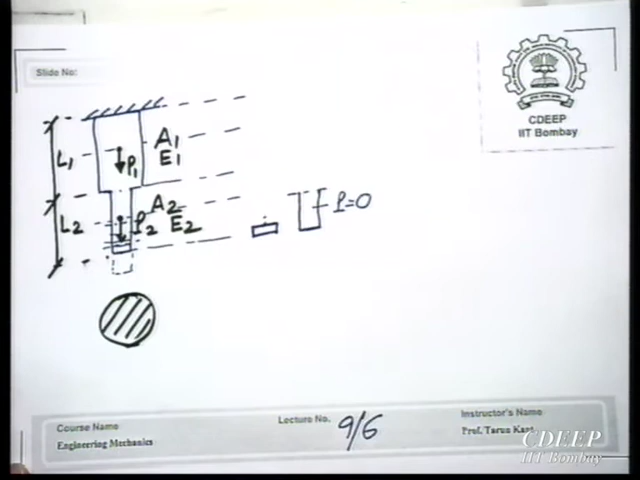 Slide No:
CDEEP
IIT Bombay
L1
A1
E1
P1
L2
A2
E2
P2
P=0
Course Name
Engineering Mechanics
Lecture No.
9/6
Instructor's Name
Prof. Tarun Kant
CDEEP
IIT Bombay